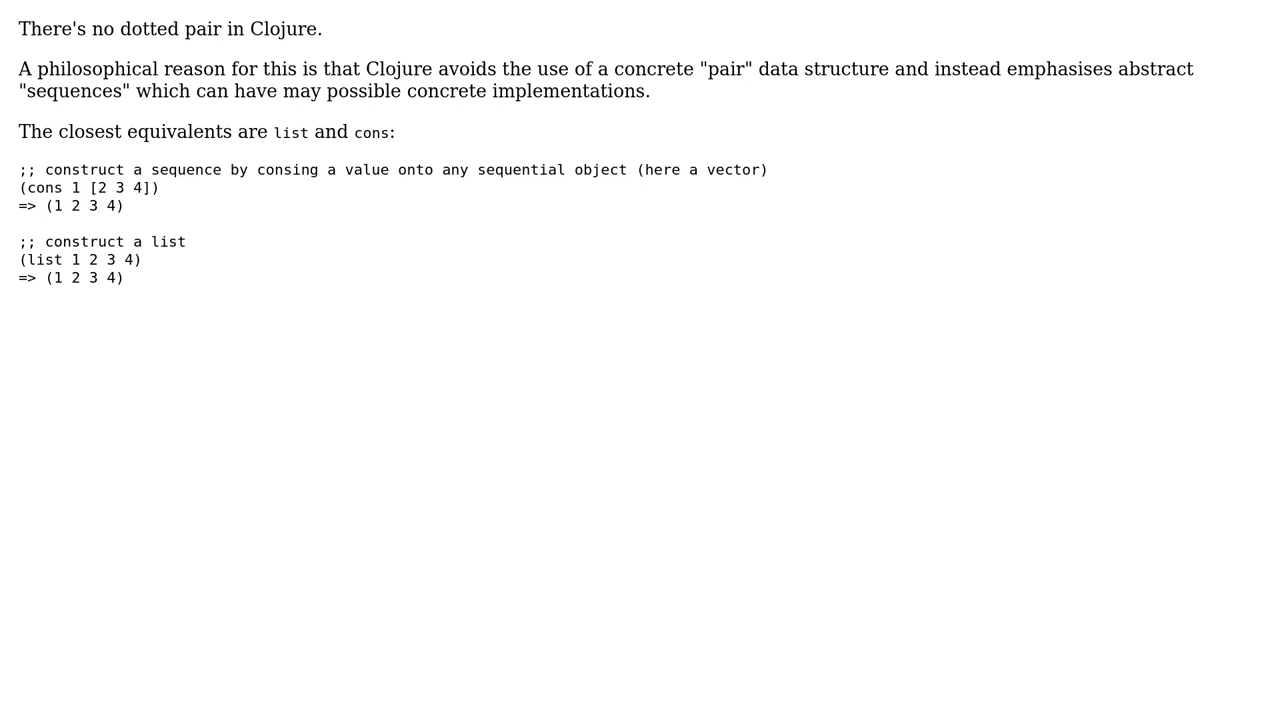 There's no dotted pair in Clojure.
A philosophical reason for this is that Clojure avoids the use of a concrete "pair" data structure and instead emphasises abstract
"sequences" which can have may possible concrete implementations.
The closest equivalents are list and cons:
;; construct a sequence by consing a value onto any sequential object (here a vector)
(cons 1 [2 3 4])
=> (1 2 3 4)
;; construct a list
(list 1 2 3 4)
=> (1 2 3 4)